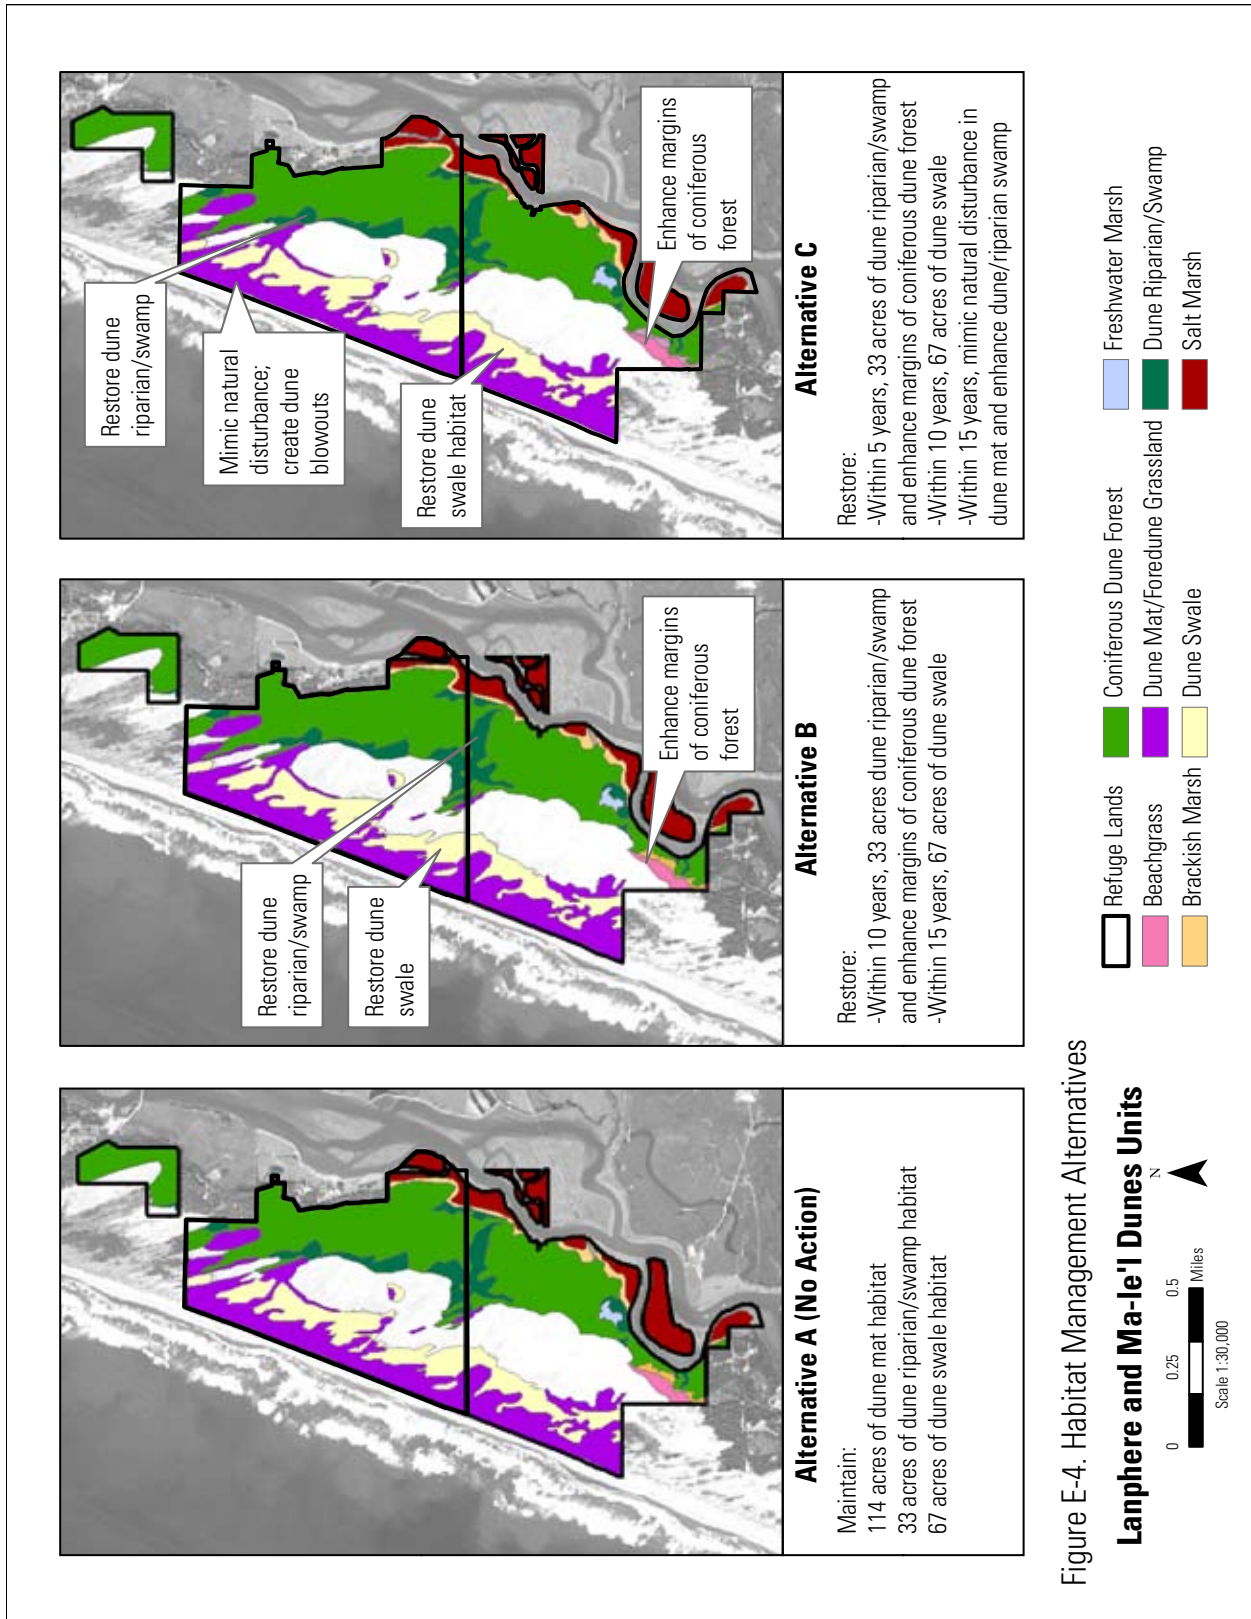 Restore dune
riparian/swamp
Restore dune
swale
Enhance margins
of coniferous
forest
Restore dune
riparian/swamp
Mimic natural
disturbance;
create dune
blowouts
Restore dune
swale habitat
Enhance margins
of coniferous
forest
Alternative A (No Action)
Maintain:
114 acres of dune mat habitat
33 acres of dune riparian/swamp habitat
67 acres of dune swale habitat
Alternative B
Restore:
-Within 10 years, 33 acres dune riparian/swamp
and enhance margins of coniferous dune forest
-Within 15 years, 67 acres of dune swale
Alternative C
Restore:
-Within 5 years, 33 acres of dune riparian/swamp
and enhance margins of coniferous dune forest
-Within 10 years, 67 acres of dune swale
-Within 15 years, mimic natural disturbance in
dune mat and enhance dune/riparian swamp
Figure E-4. Habitat Management Alternatives
Lanphere and Ma-le'l Dunes Units
0 0.25 0.5
Miles
Scale 1:30,000
N
Refuge Lands
Beachgrass
Brackish Marsh
Coniferous Dune Forest
Dune Mat/Foredune Grassland
Dune Swale
Freshwater Marsh
Dune Riparian/Swamp
Salt Marsh